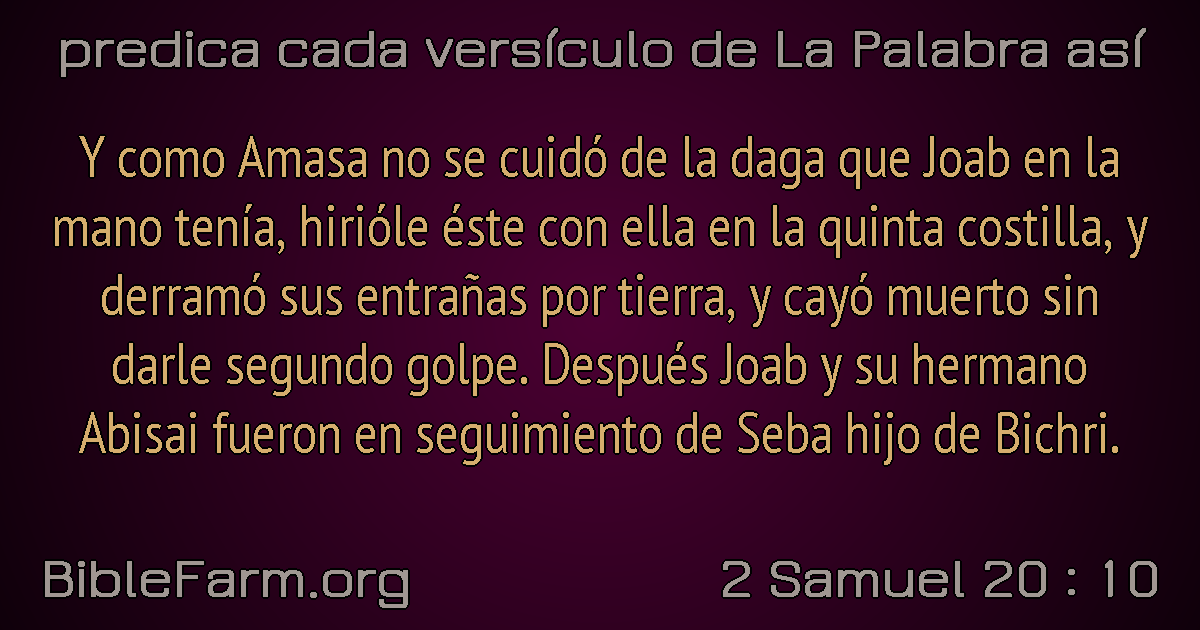 predica cada versículo de La Palabra así
Y como Amasa no se cuidó de la daga que Joab en la
mano tenía, hirióle éste con ella en la quinta costilla, y
derramó sus entrañas por tierra, y cayó muerto sin
darle segundo golpe. Después Joab y su hermano
Abisai fueron en seguimiento de Seba hijo de Bichri.
BibleFarm.org
2 Samuel 20 : 10